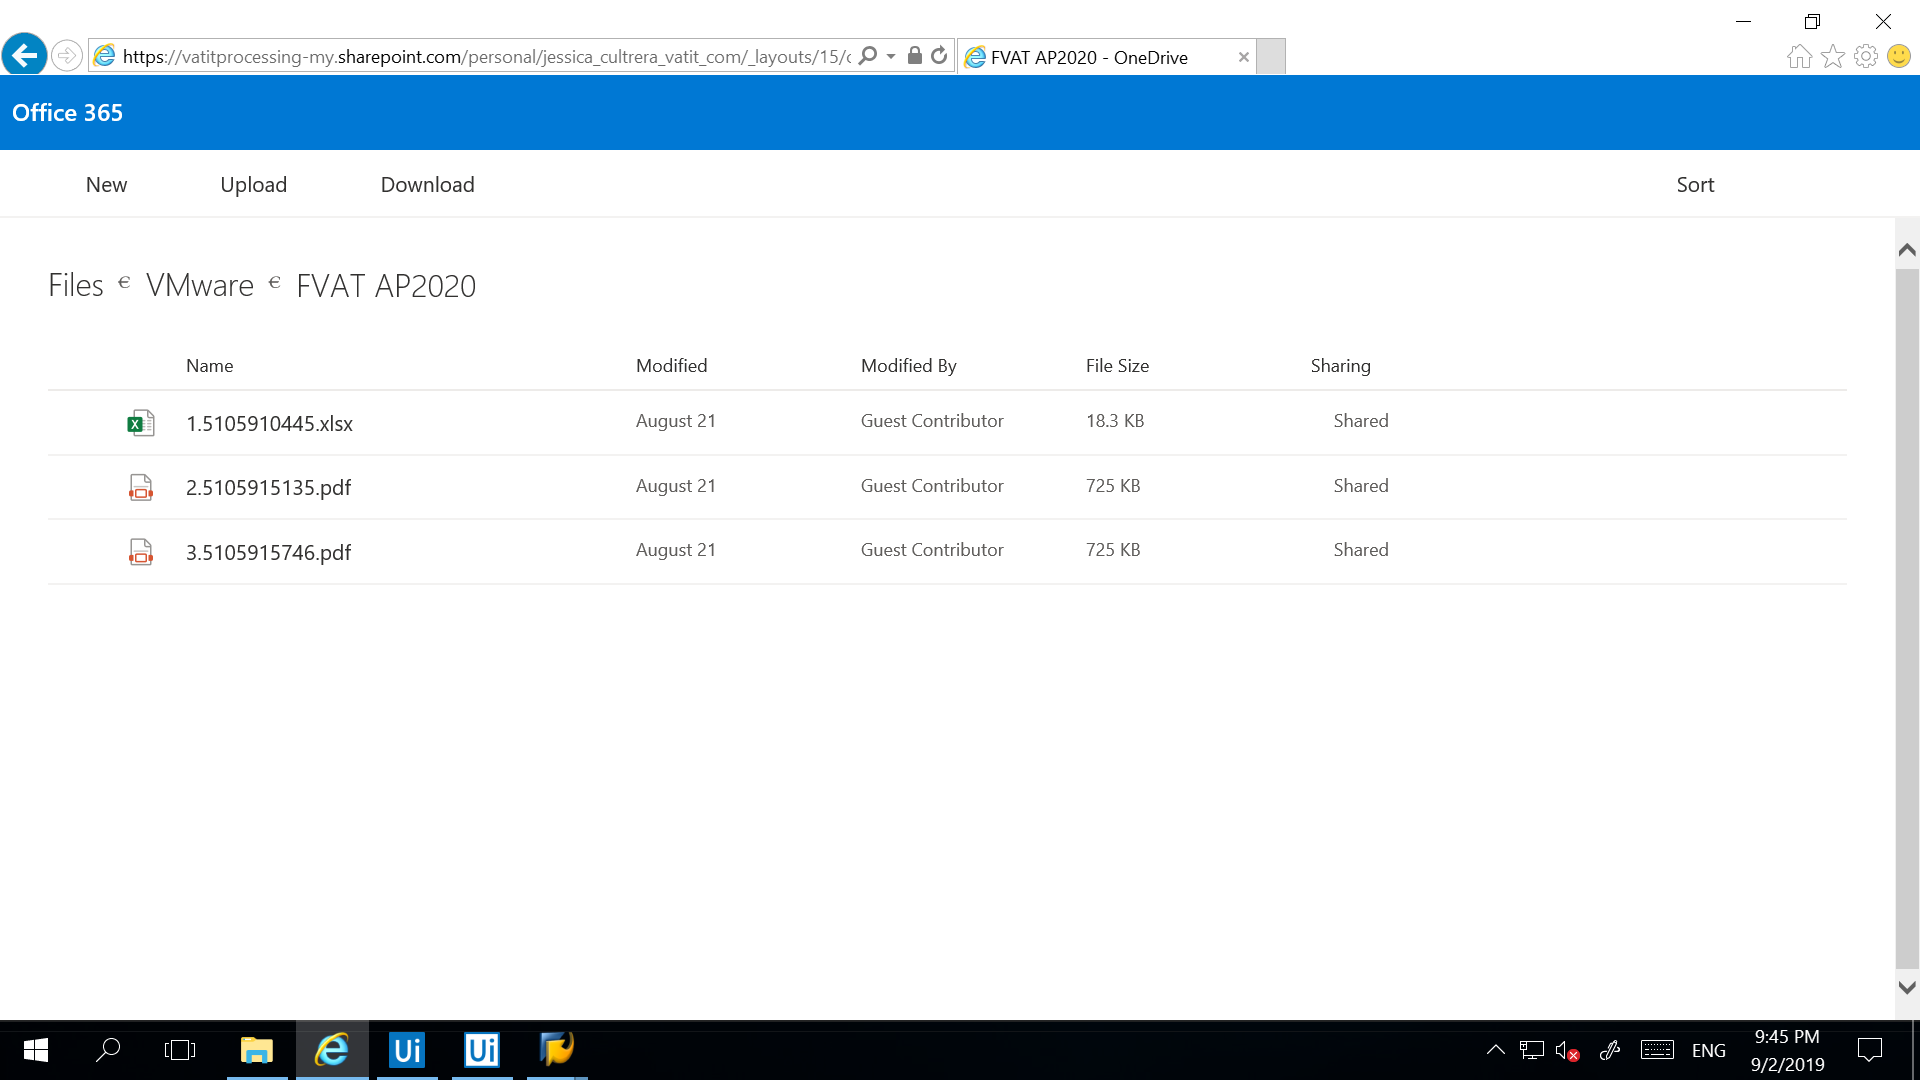 https://vatitprocessing-my.sharepoint.com/personal/jessica_cultrera_vatit_com/_layouts/15/c
FVAT AP2020 - OneDrive
Office 365
New Upload Download Sort
Files € VMware € FVAT AP2020
Name Modified Modified By File Size Sharing
1.5105910445.xlsx August 21 Guest Contributor 18.3 KB Shared
2.5105915135.pdf August 21 Guest Contributor 725 KB Shared
3.5105915746.pdf August 21 Guest Contributor 725 KB Shared
Ui Ui
ENG
9:45 PM
9/2/2019